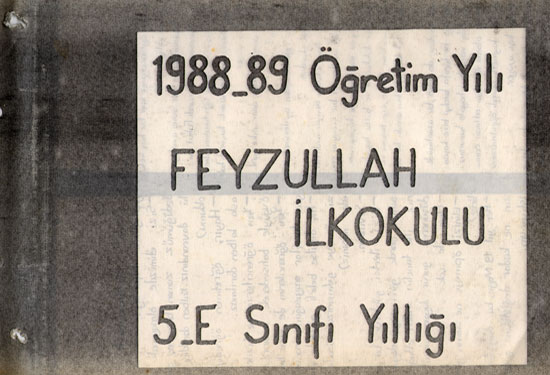 1988_89 Öğretim Yılı
FEYZULLAH
İLKOKULU
5_E Sınıfı Yıllığı